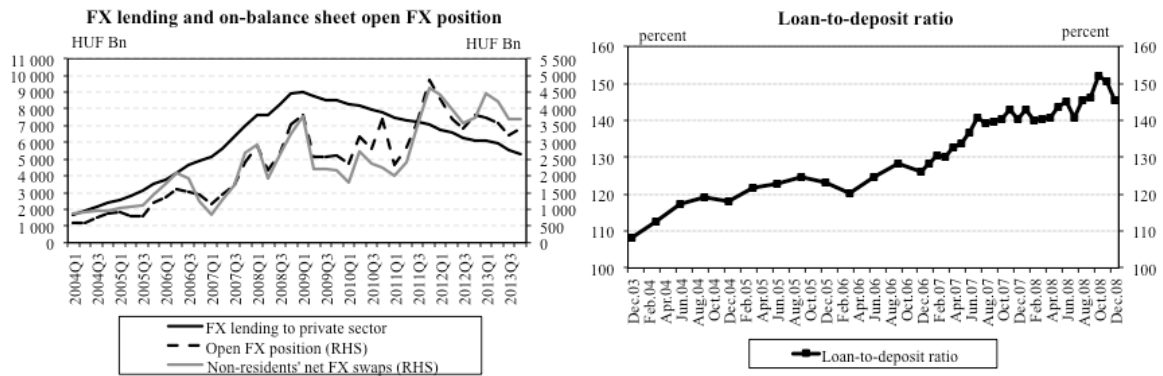 FX lending and on-balance sheet open FX position
HUF Bn
HUF Bn
11 000
10 000
9 000
8 000
7 000
6 000
5 000
4 000
3 000
2 000
1 000
0
5 500
5 000
4 500
4 000
3 500
3 000
2 500
2 000
1 500
1 000
500
0
2004Q1
2004Q3
2005Q1
2005Q3
2006Q1
2006Q3
2007Q1
2007Q3
2008Q1
2008Q3
2009Q1
2009Q3
2010Q1
2010Q3
2011Q1
2011Q3
2012Q1
2012Q3
2013Q1
2013Q3
FX lending to private sector
Open FX position (RHS)
Non-residents' net FX swaps (RHS)
Loan-to-deposit ratio
percent
percent
160
150
140
130
120
110
100
160
150
140
130
120
110
100
Dec.03
Feb.04
Apr.04
Jun.04
Aug.04
Oct.04
Dec.04
Feb.05
Apr.05
Jun.05
Aug.05
Oct.05
Dec.05
Feb.06
Apr.06
Jun.06
Aug.06
Oct.06
Dec.06
Feb.07
Apr.07
Jun.07
Aug.07
Oct.07
Dec.07
Feb.08
Apr.08
Jun.08
Aug.08
Oct.08
Dec.08
Loan-to-deposit ratio